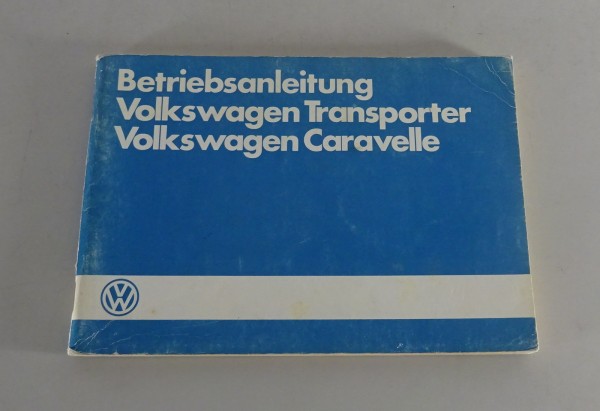 Betriebsanleitung
Volkswagen Transporter
Volkswagen Caravelle
VW